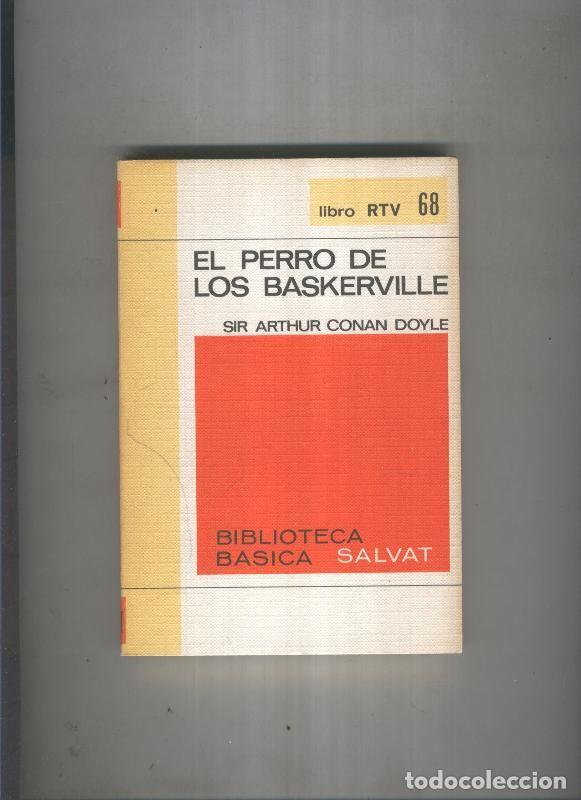 libro RTV 68
EL PERRO DE
LOS BASKERVILLE
SIR ARTHUR CONAN DOYLE
BIBLIOTECA
BASICA SALVAT
todocoleccion